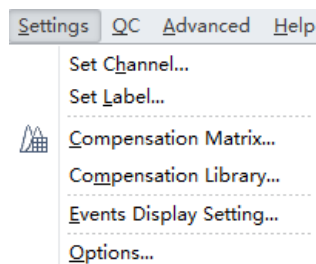 Settings QC Advanced Help
Set Channel...
Set Label...
Compensation Matrix...
Compensation Library...
Events Display Setting...
Options...